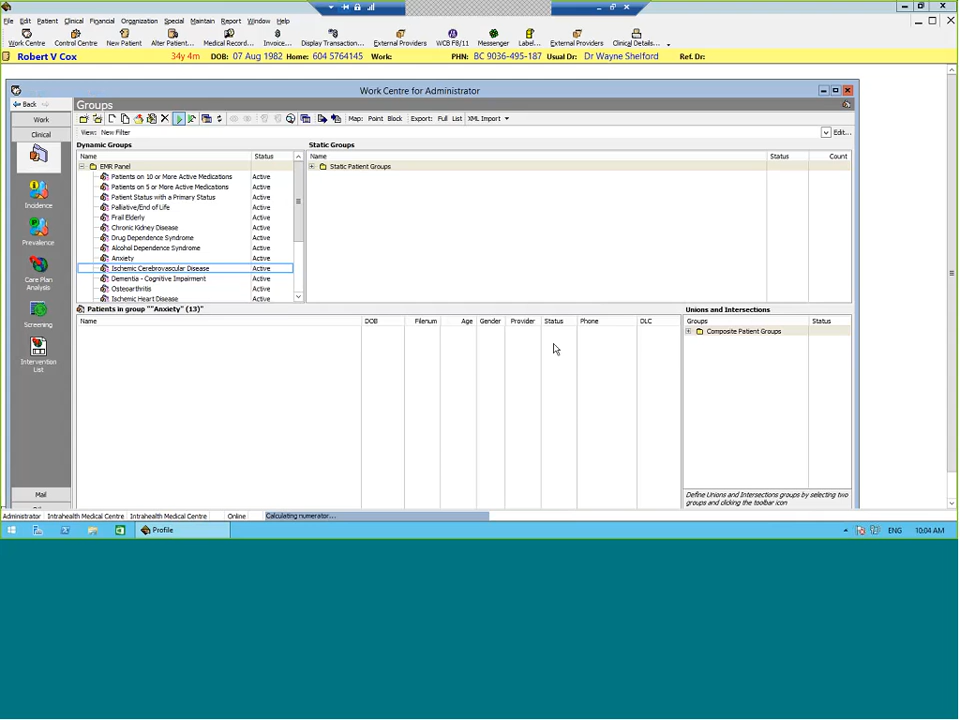 File Edit Patient Clinical Financial Organization Special Maintain Report Window Help
Work Centre Control Centre New Patient Alter Patient... Medical Record... Invoice... Display Transaction... External Providers WCB F8/11 Messenger Label... External Providers Clinical Details...
Robert V Cox 34y 4m DOB: 07 Aug 1982 Home: 604 5764145 Work: PHN: BC 9036-495-187 Usual Dr: Dr Wayne Shelford Ref. Dr:
Work Centre for Administrator
Back Groups
Work Map: Point Block Export: Full List XML Import
Clinical View: New Filter Edit...
Dynamic Groups Static Groups
Name Status Name Status Count
EMR Panel Static Patient Groups
Patients on 10 or More Active Medications Active
Patients on 5 or More Active Medications Active
Patient Status with a Primary Status Active
Palliative/End of Life Active
Frail Elderly Active
Chronic Kidney Disease Active
Drug Dependence Syndrome Active
Alcohol Dependence Syndrome Active
Anxiety Active
Ischemic Cerebrovascular Disease Active
Dementia - Cognitive Impairment Active
Osteoarthritis Active
Ischemic Heart Disease Active
Incidence
Prevalence
Care Plan
Analysis
Screening
Intervention
List
Patients in group ""Anxiety" (13)" Unions and Intersections
Name DOB Filenum Age Gender Provider Status Phone DLC Groups Status
Composite Patient Groups
Mail Define Unions and Intersections groups by selecting two
groups and clicking the toolbar icon
Administrator Intrahealth Medical Centre Intrahealth Medical Centre Online Calculating numerator...
Profile ENG 10:04 AM